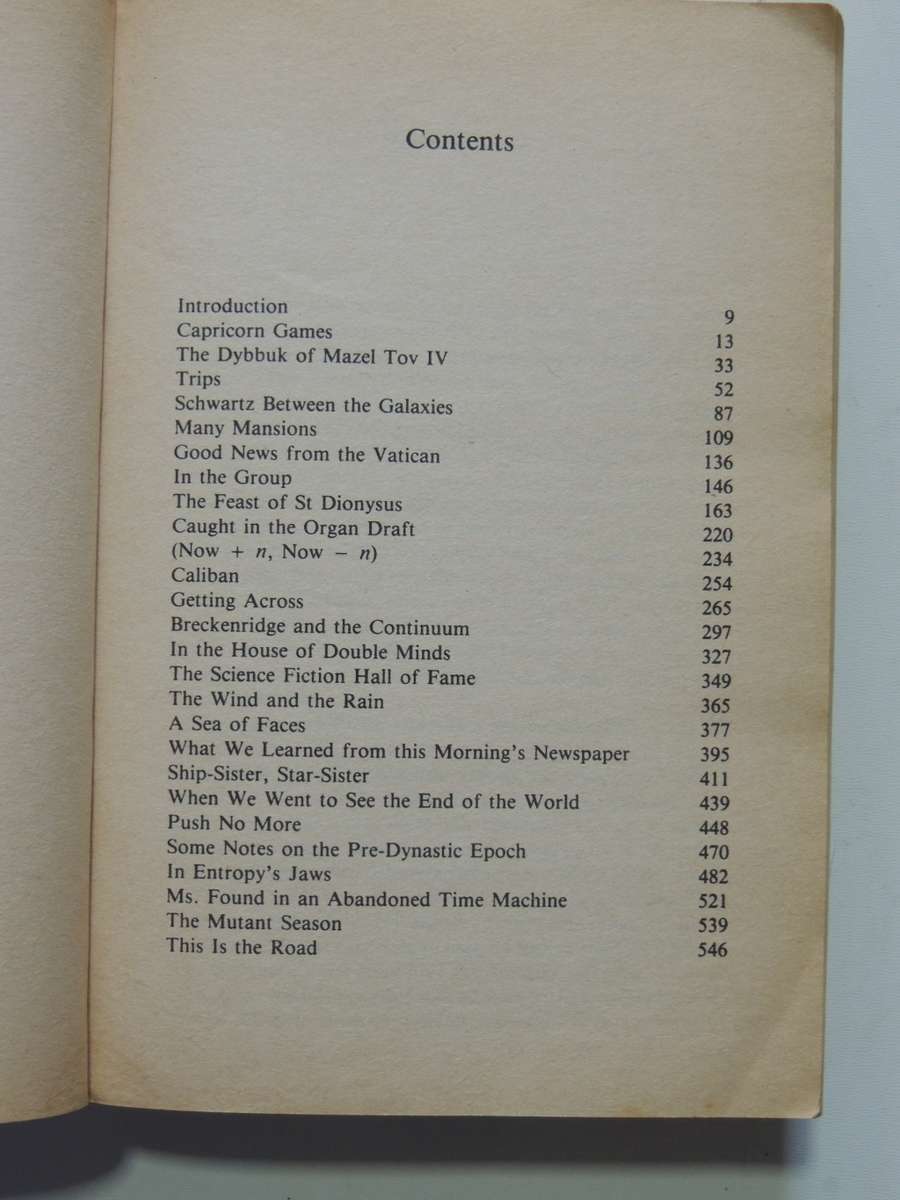 Contents
Introduction 9
Capricorn Games 13
The Dybbuk of Mazel Tov IV 33
Trips 52
Schwartz Between the Galaxies 87
Many Mansions 109
Good News from the Vatican 136
In the Group 146
The Feast of St Dionysus 163
Caught in the Organ Draft 220
(Now + n, Now − n) 234
Caliban 254
Getting Across 265
Breckenridge and the Continuum 297
In the House of Double Minds 327
The Science Fiction Hall of Fame 349
The Wind and the Rain 365
A Sea of Faces 377
What We Learned from this Morning's Newspaper 395
Ship-Sister, Star-Sister 411
When We Went to See the End of the World 439
Push No More 448
Some Notes on the Pre-Dynastic Epoch 470
In Entropy's Jaws 482
Ms. Found in an Abandoned Time Machine 521
The Mutant Season 539
This Is the Road 546